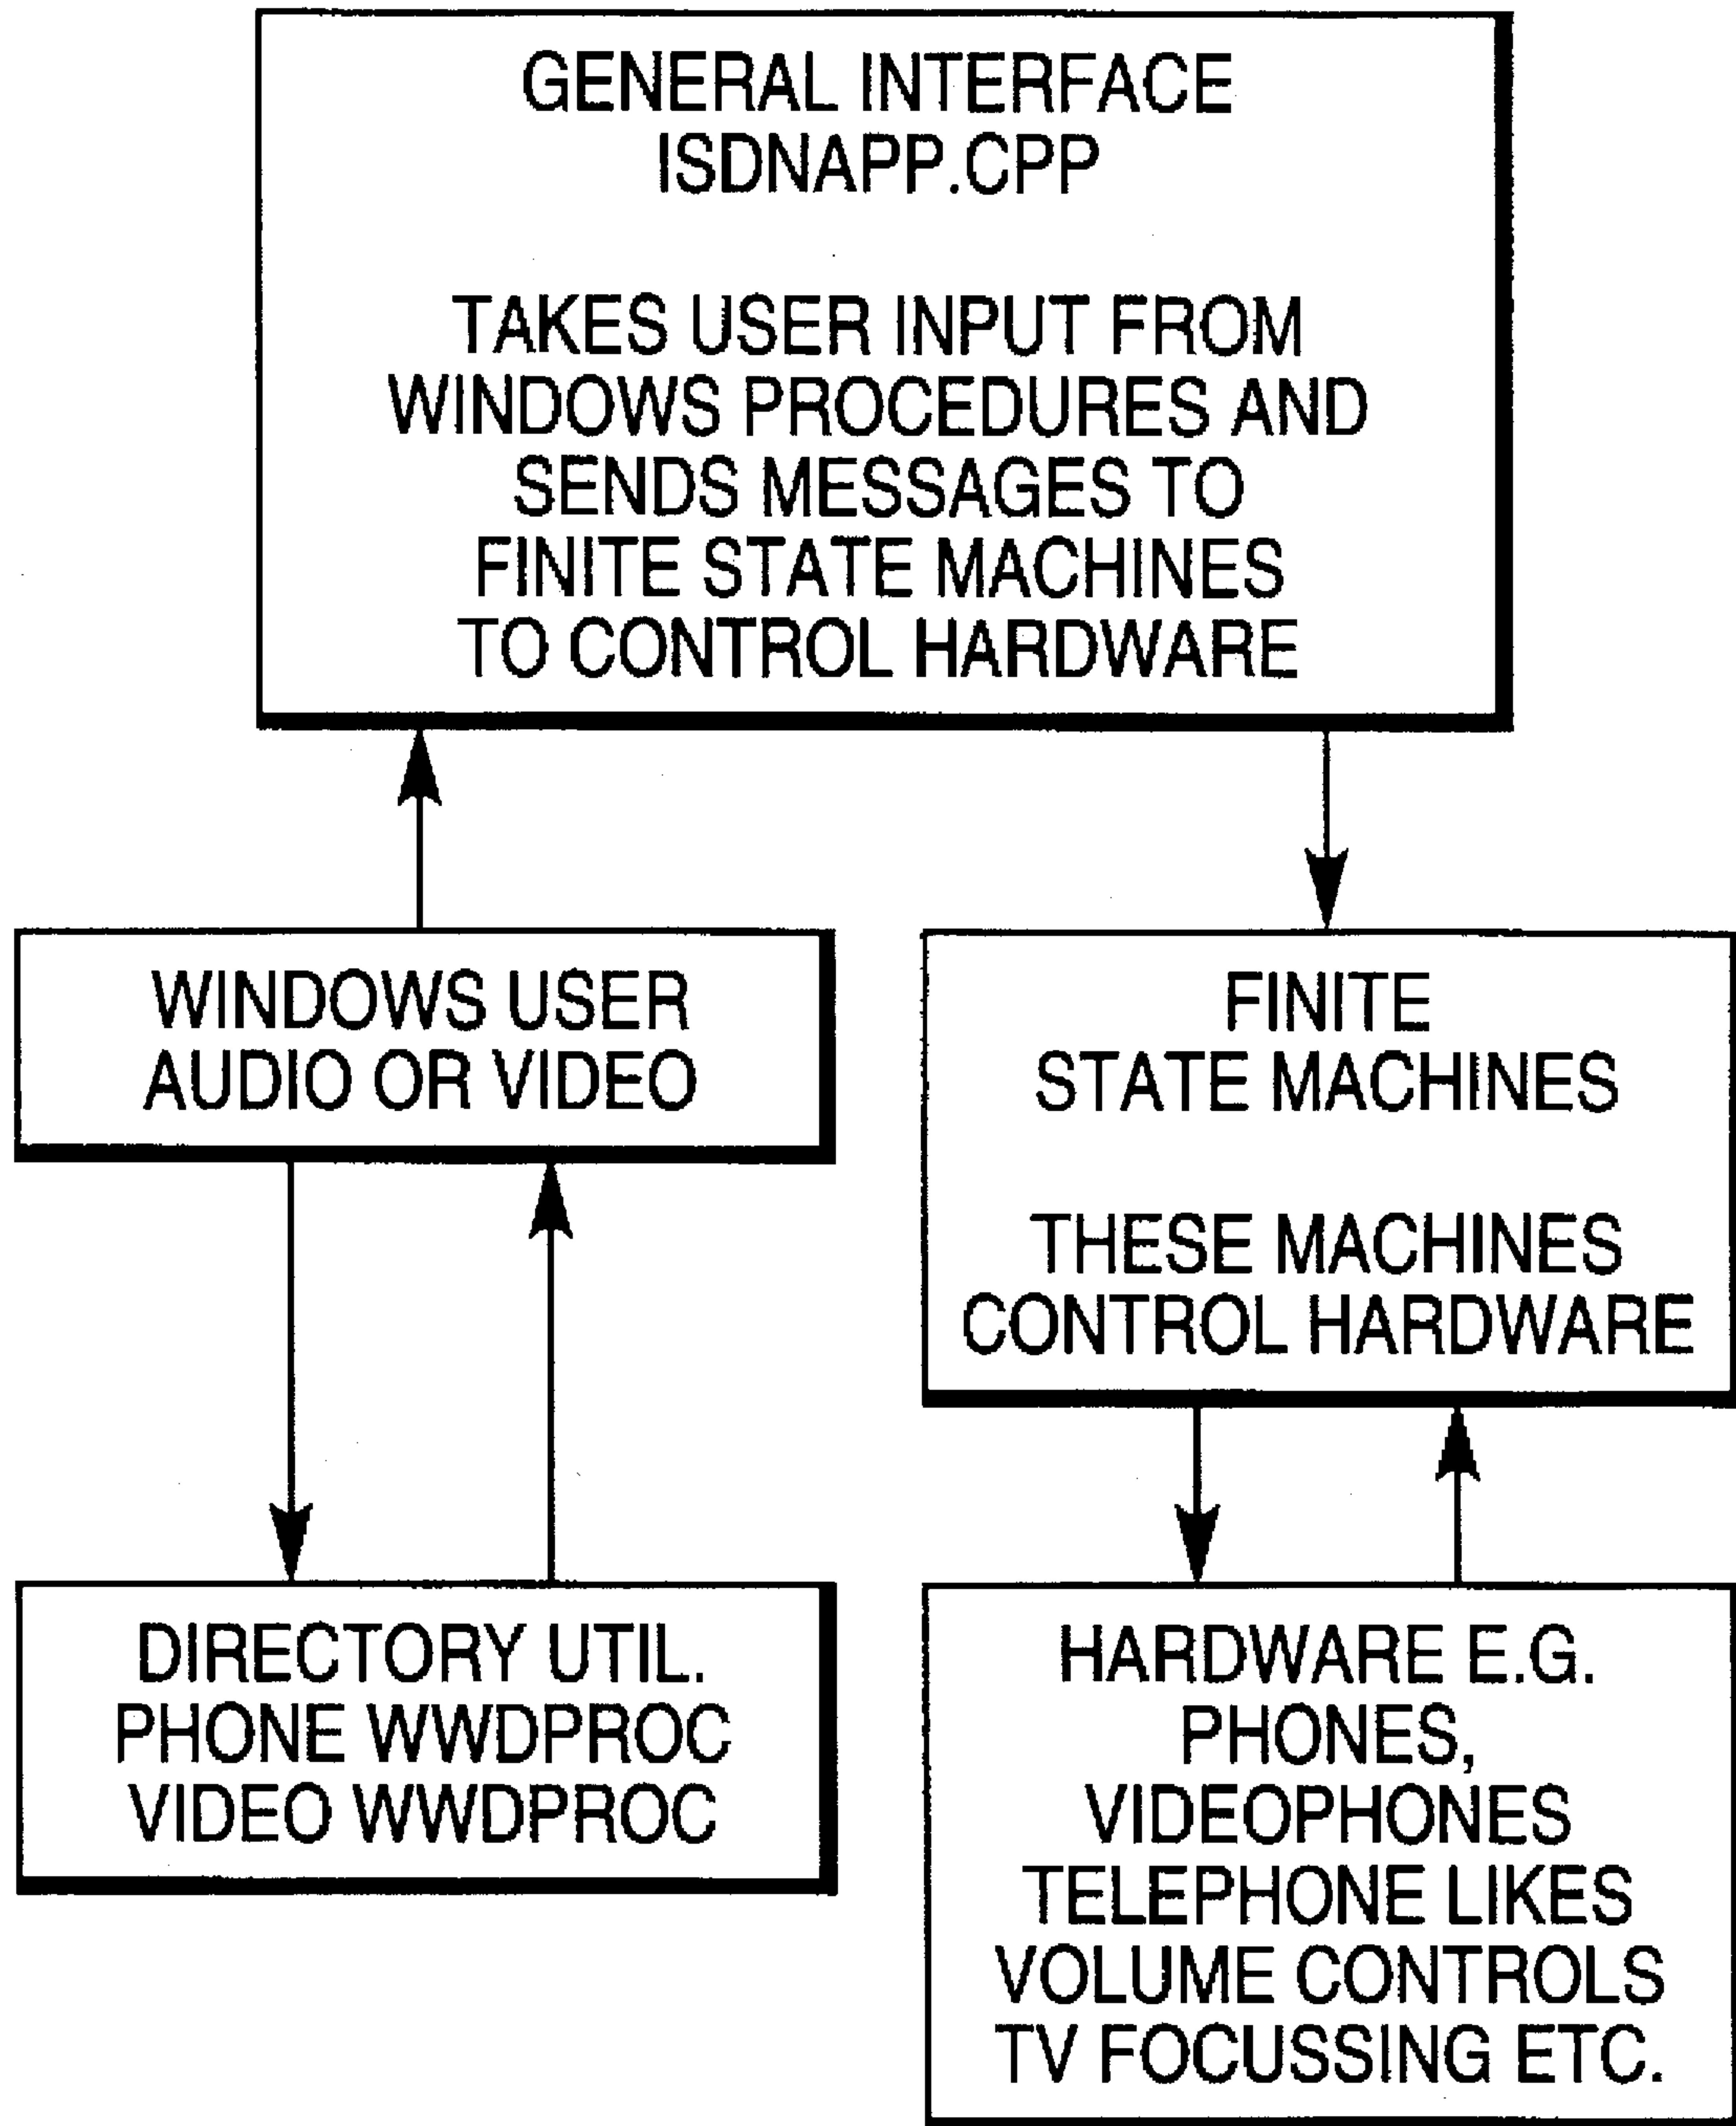 GENERAL INTERFACE
ISDNAPP.CPP
TAKES USER INPUT FROM
WINDOWS PROCEDURES AND
SENDS MESSAGES TO
FINITE STATE MACHINES
TO CONTROL HARDWARE
WINDOWS USER
AUDIO OR VIDEO
FINITE
STATE MACHINES
THESE MACHINES
CONTROL HARDWARE
DIRECTORY UTIL.
PHONE WWDPROC
VIDEO WWDPROC
HARDWARE E.G.
PHONES,
VIDEOPHONES
TELEPHONE LIKES
VOLUME CONTROLS
TV FOCUSSING ETC.